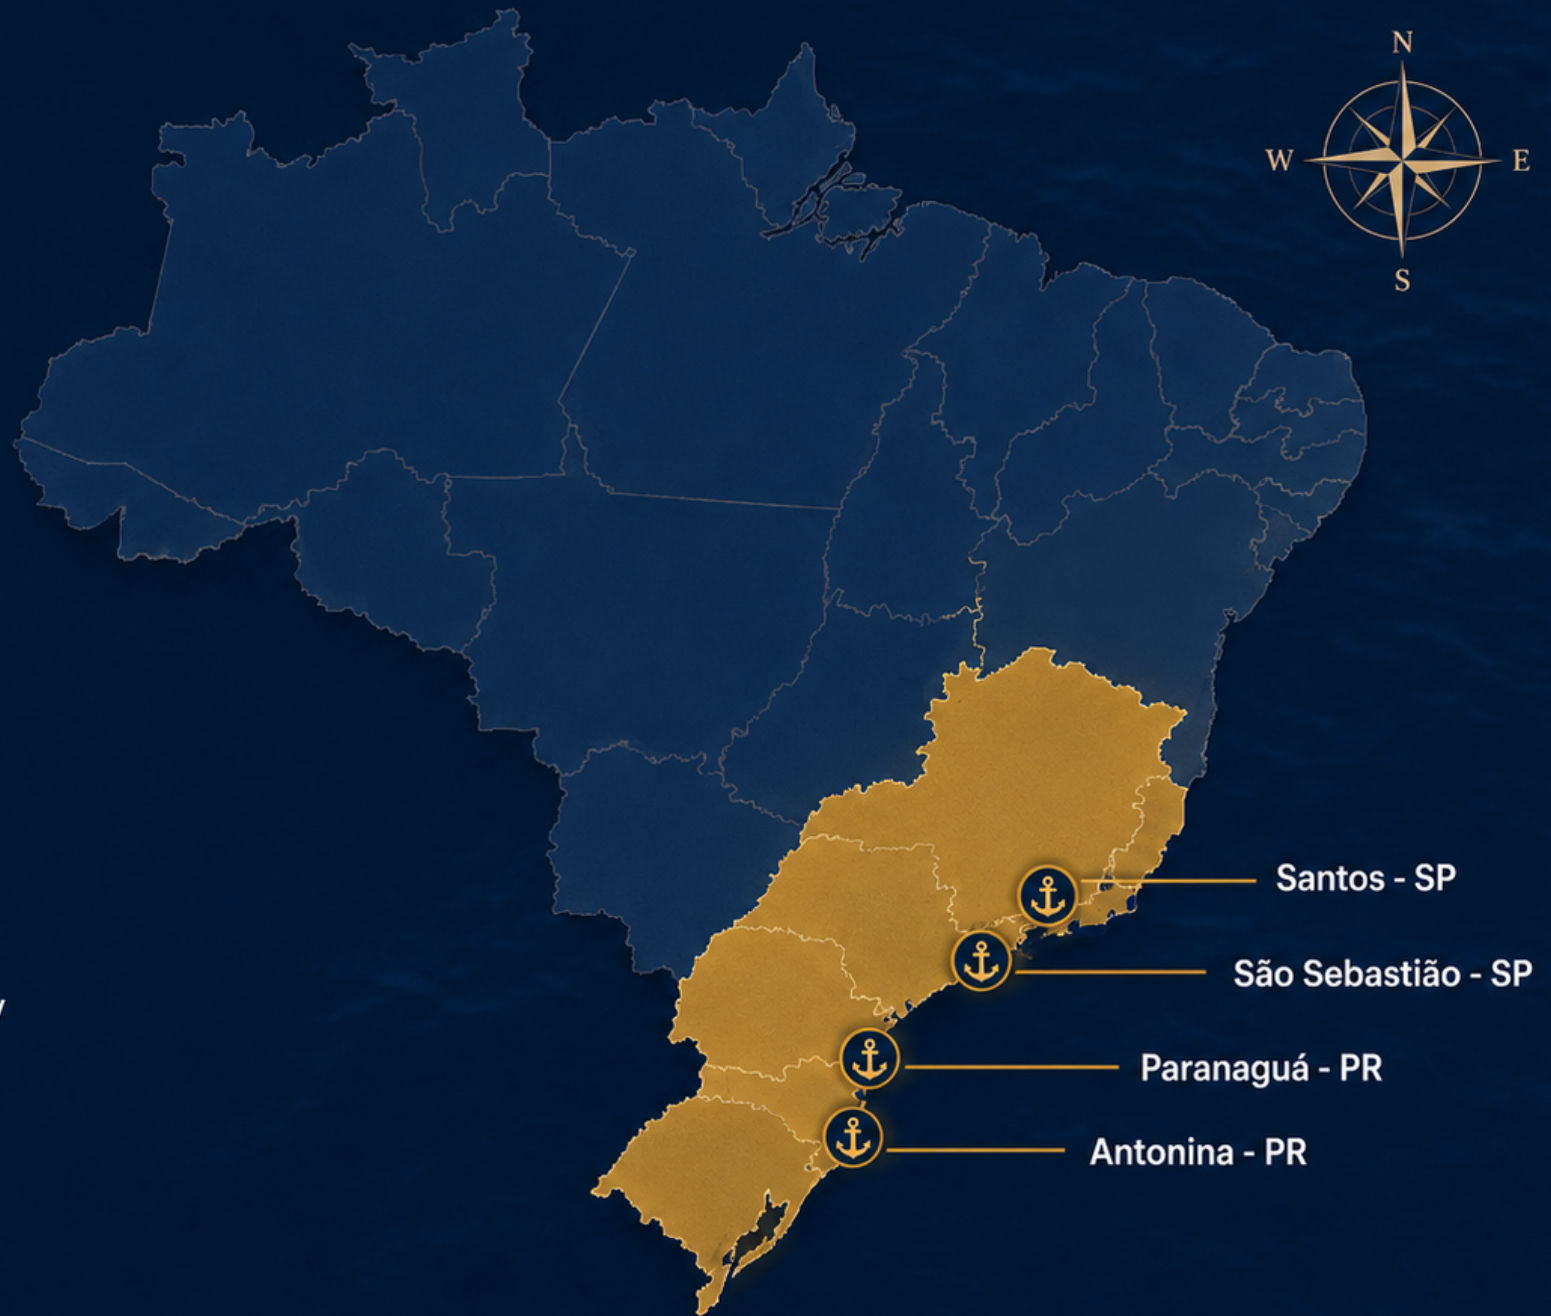 N
W E
S
Santos - SP
São Sebastião - SP
Paranaguá - PR
Antonina - PR